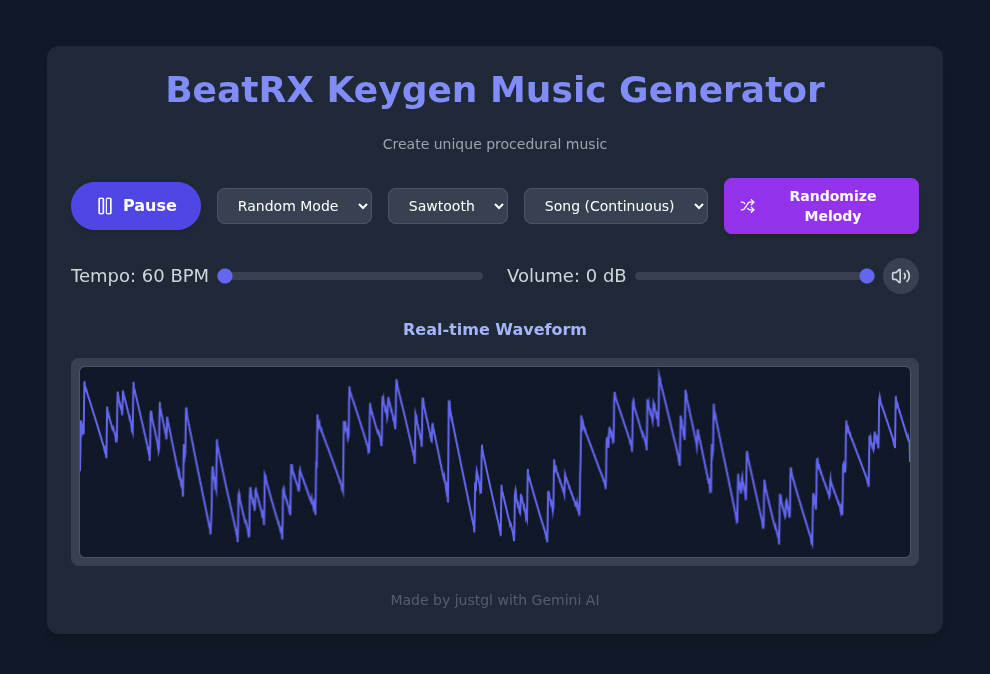 BeatRX Keygen Music Generator
Create unique procedural music
Pause
Random Mode
Sawtooth
Song (Continuous)
Randomize
Melody
Tempo: 60 BPM
Volume: 0 dB
Real-time Waveform
Made by justgl with Gemini AI